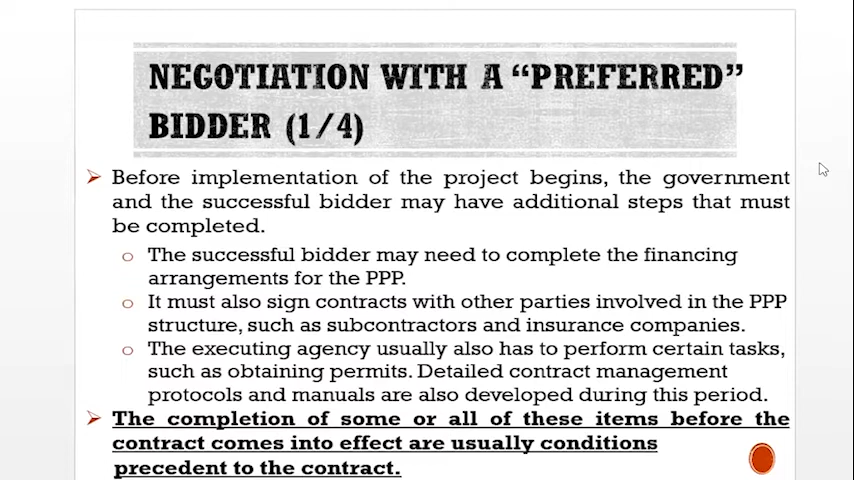 NEGOTIATION WITH A “PREFERRED”
BIDDER (1/4)
Before implementation of the project begins, the government
and the successful bidder may have additional steps that must
be completed.
The successful bidder may need to complete the financing
arrangements for the PPP.
It must also sign contracts with other parties involved in the PPP
structure, such as subcontractors and insurance companies.
The executing agency usually also has to perform certain tasks,
such as obtaining permits. Detailed contract management
protocols and manuals are also developed during this period.
The completion of some or all of these items before the
contract comes into effect are usually conditions
precedent to the contract.